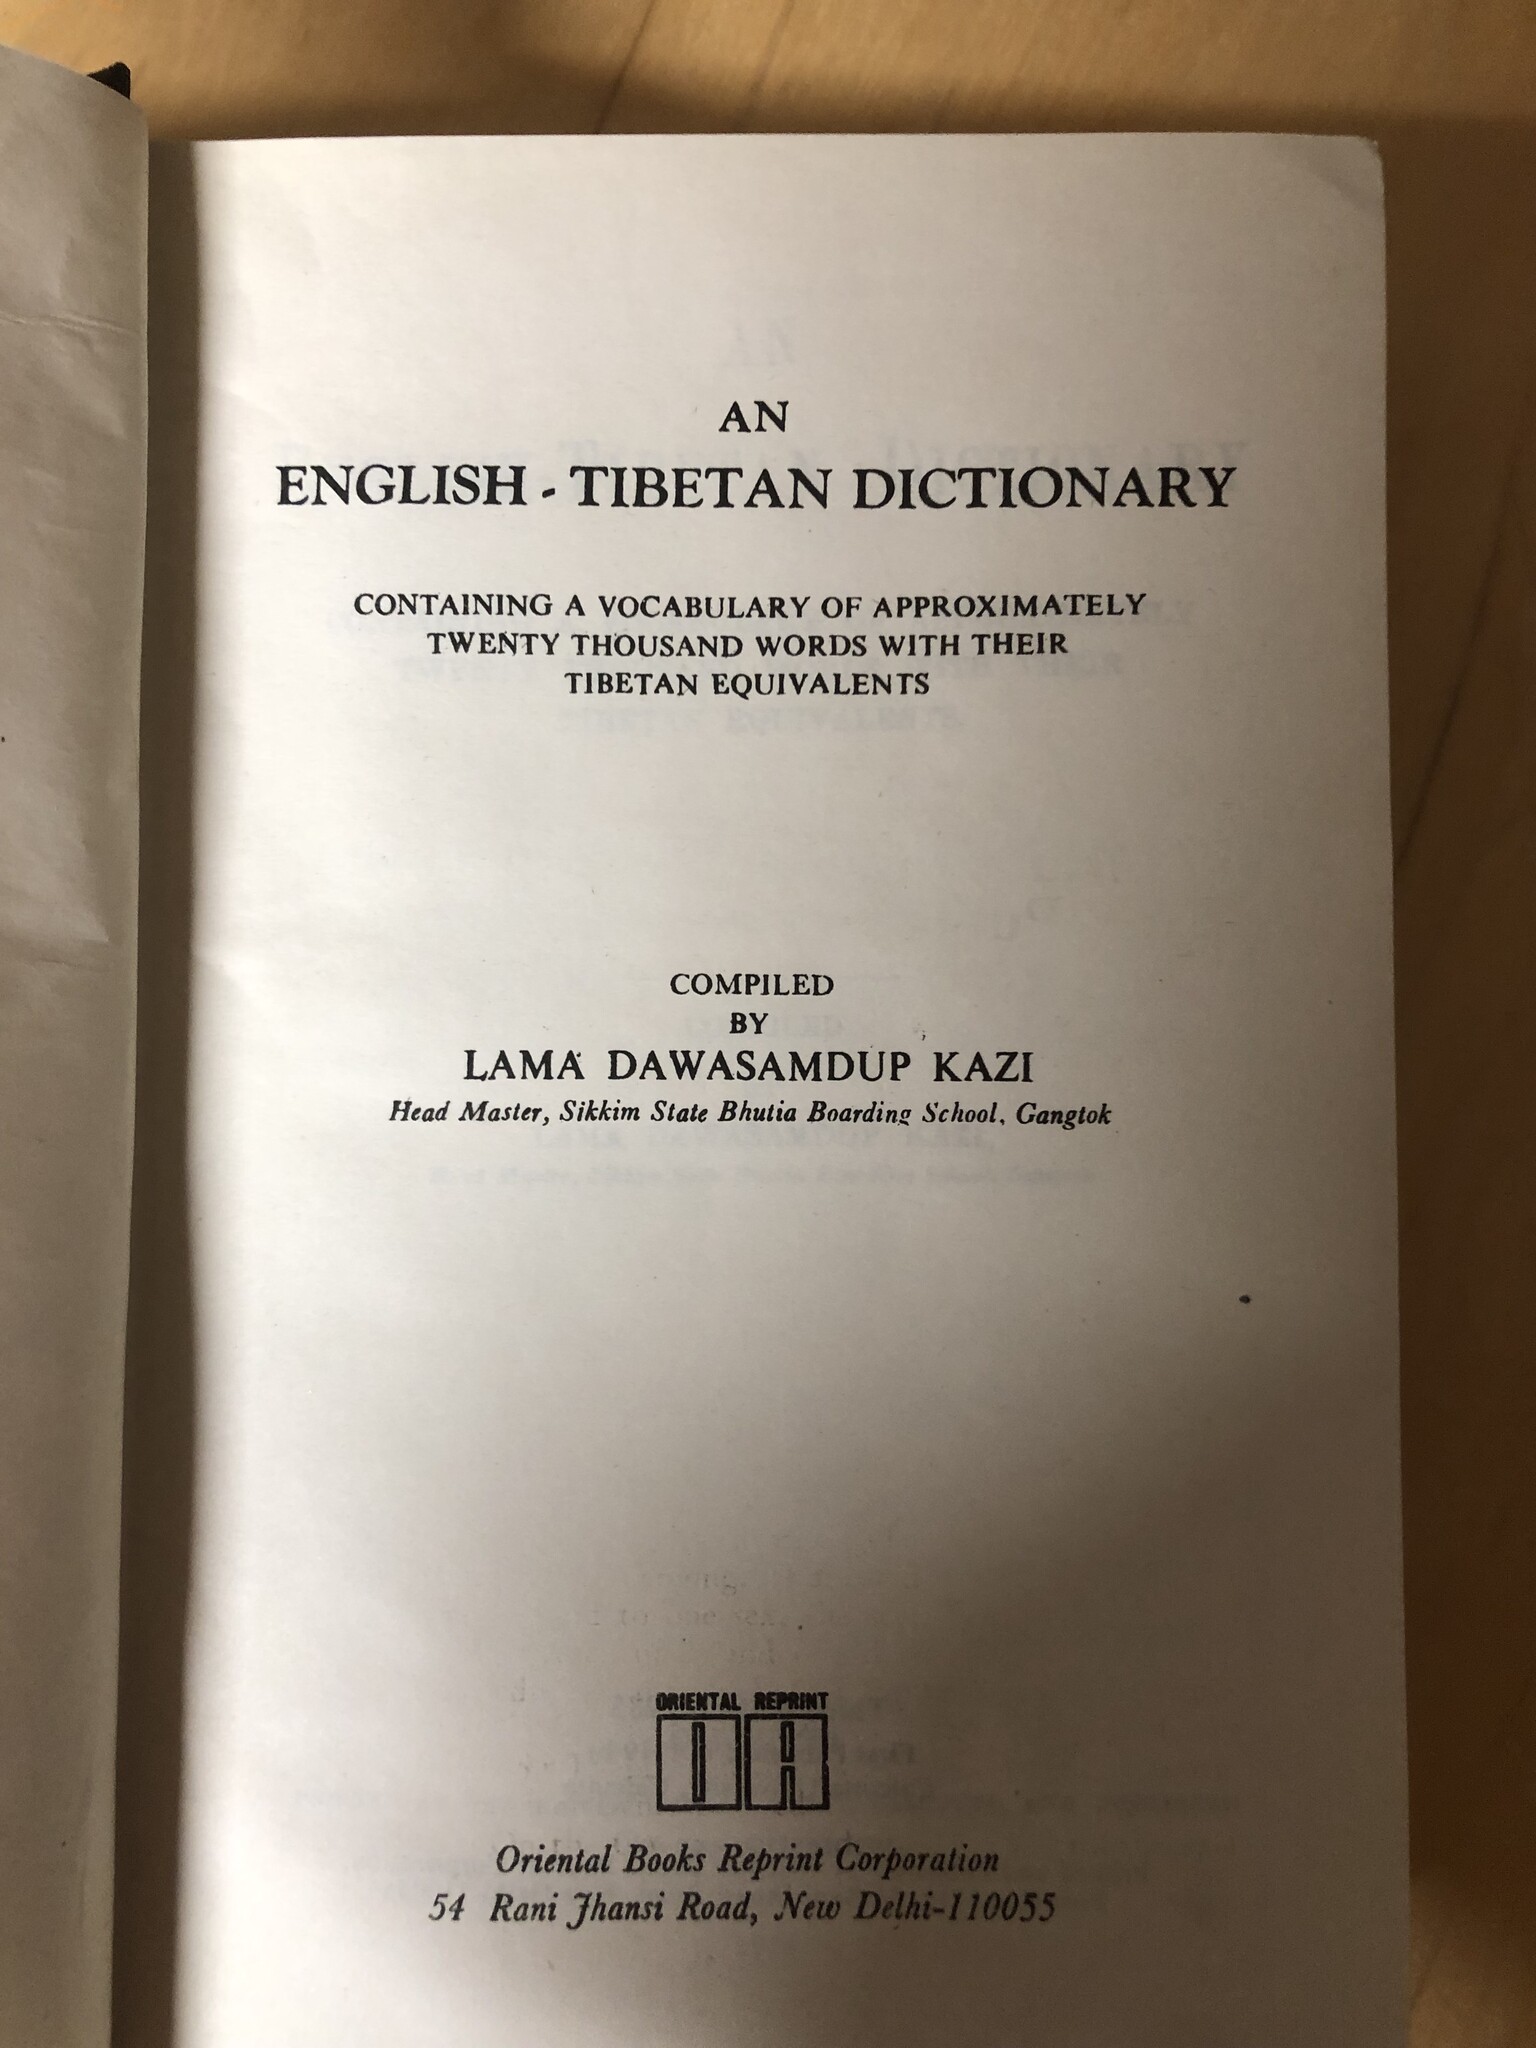 AN
ENGLISH - TIBETAN DICTIONARY
CONTAINING A VOCABULARY OF APPROXIMATELY
TWENTY THOUSAND WORDS WITH THEIR
TIBETAN EQUIVALENTS
COMPILED
BY
LAMA DAWASAMDUP KAZI
Head Master, Sikkim State Bhutia Boarding School, Gangtok
ORIENTAL REPRINT
Oriental Books Reprint Corporation
54 Rani Jhansi Road, New Delhi-110055